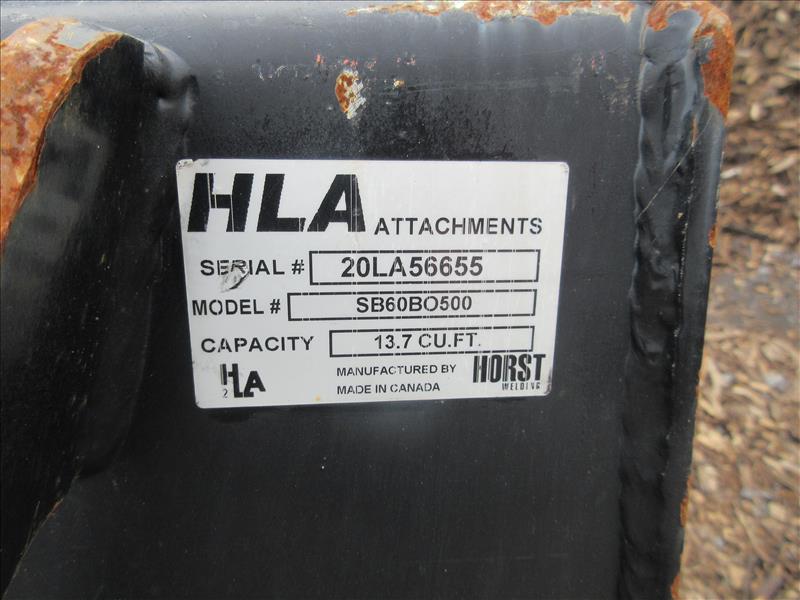 HLA ATTACHMENTS
SERIAL # 20LA56655
MODEL # SB60BO500
CAPACITY 13.7 CU.FT.
HLA
2
MANUFACTURED BY
MADE IN CANADA
HORST
WELDING